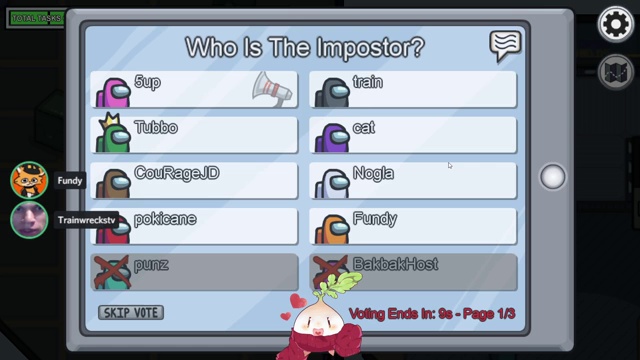 TOTAL TASKS
Who Is The Impostor?
5up
train
Tubbo
cat
CouRageJD
Nogla
Fundy
pokicane
Fundy
Trainwreckstv
punz
BakbakHost
SKIP VOTE
Voting Ends In: 9s - Page 1/3